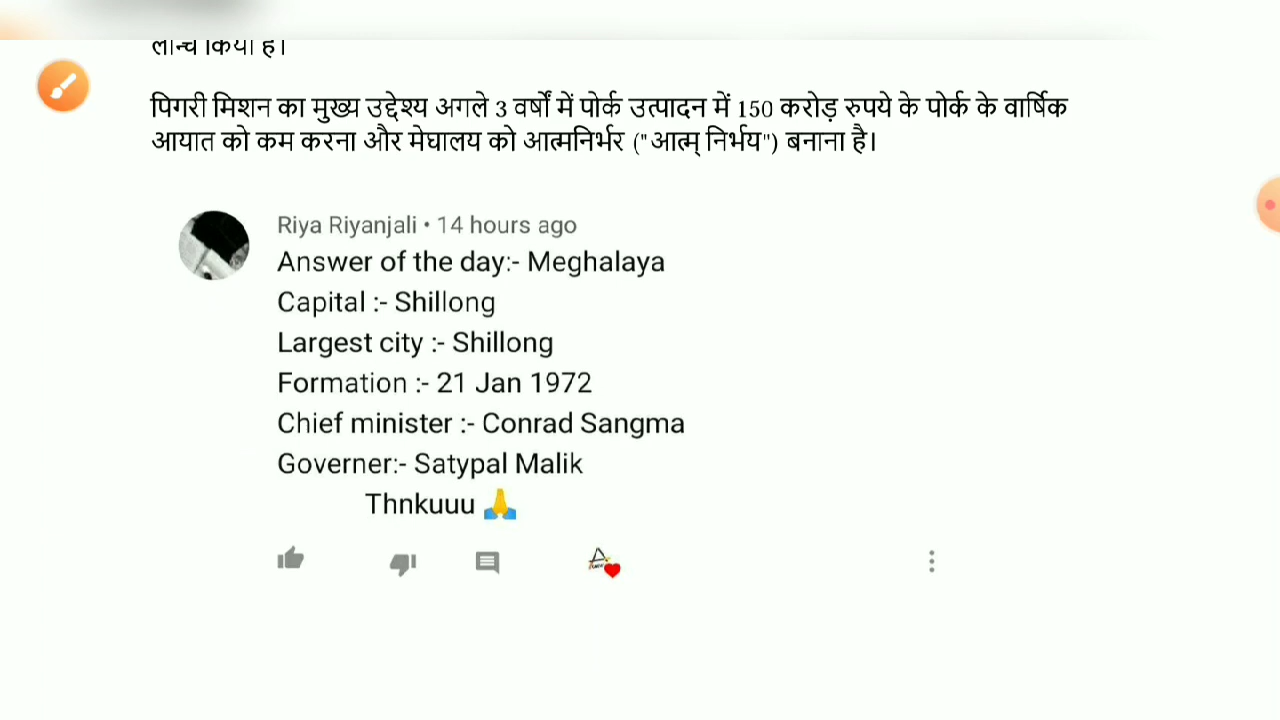 लॉन्च किया है।
पिगरी मिशन का मुख्य उद्देश्य अगले 3 वर्षों में पोर्क उत्पादन में 150 करोड़ रुपये के पोर्क के वार्षिक
आयात को कम करना और मेघालय को आत्मनिर्भर ("आत्म् निर्भय") बनाना है।
Riya Riyanjali • 14 hours ago
Answer of the day:- Meghalaya
Capital :- Shillong
Largest city :- Shillong
Formation :- 21 Jan 1972
Chief minister :- Conrad Sangma
Governer:- Satypal Malik
Thnkuuu 🙏